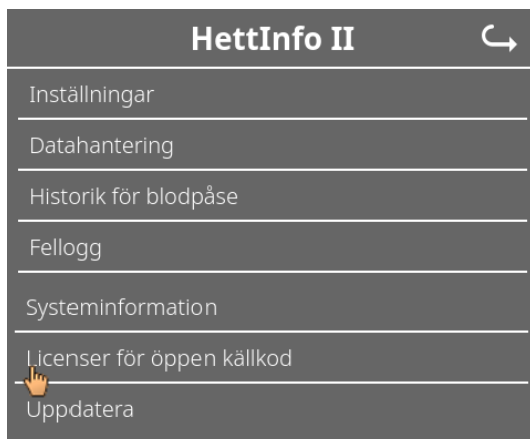 HettInfo II
Inställningar
Datahantering
Historik för blodpåse
Fellogg
Systeminformation
Licenser för öppen källkod
Uppdatera